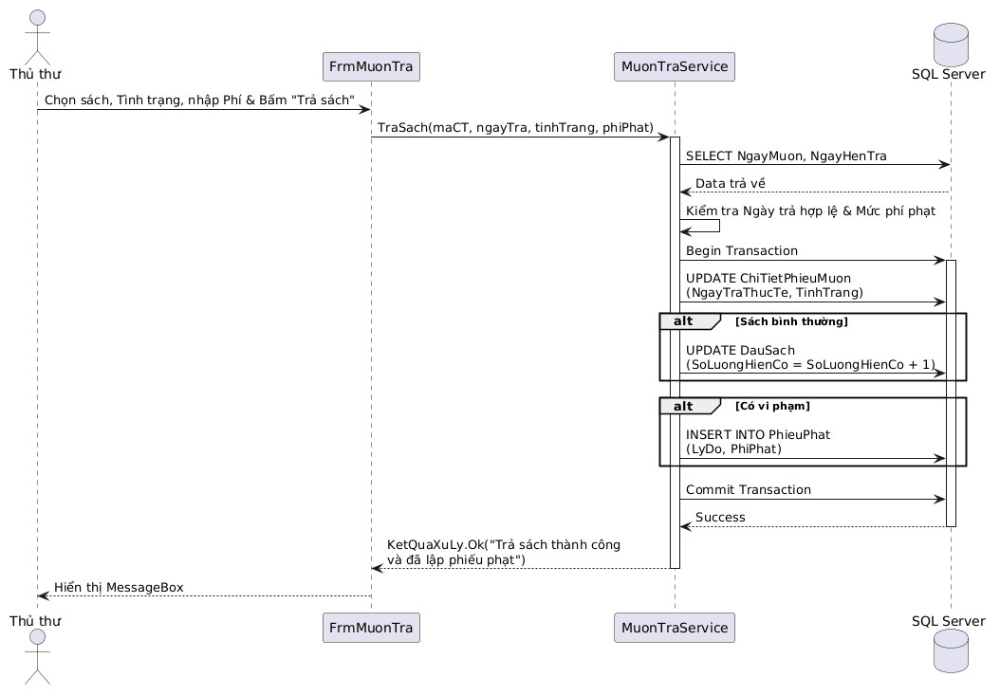 Thủ thư
FrmMuonTra
MuonTraService
SQL Server
Chọn sách, Tình trạng, nhập Phí & Bấm "Trả sách"
TraSach(maCT, ngayTra, tinhTrang, phiPhat)
SELECT NgayMuon, NgayHenTra
Data trả về
Kiểm tra Ngày trả hợp lệ & Mức phí phạt
Begin Transaction
UPDATE ChiTietPhieuMuon
(NgayTraThucTe, TinhTrang)
alt [Sách bình thường]
UPDATE DauSach
(SoLuongHienCo = SoLuongHienCo + 1)
alt [Có vi phạm]
INSERT INTO PhieuPhat
(LyDo, PhiPhat)
Commit Transaction
Success
KetQuaXuLy.Ok("Trả sách thành công
và đã lập phiếu phạt")
Hiển thị MessageBox
Thủ thư
FrmMuonTra
MuonTraService
SQL Server